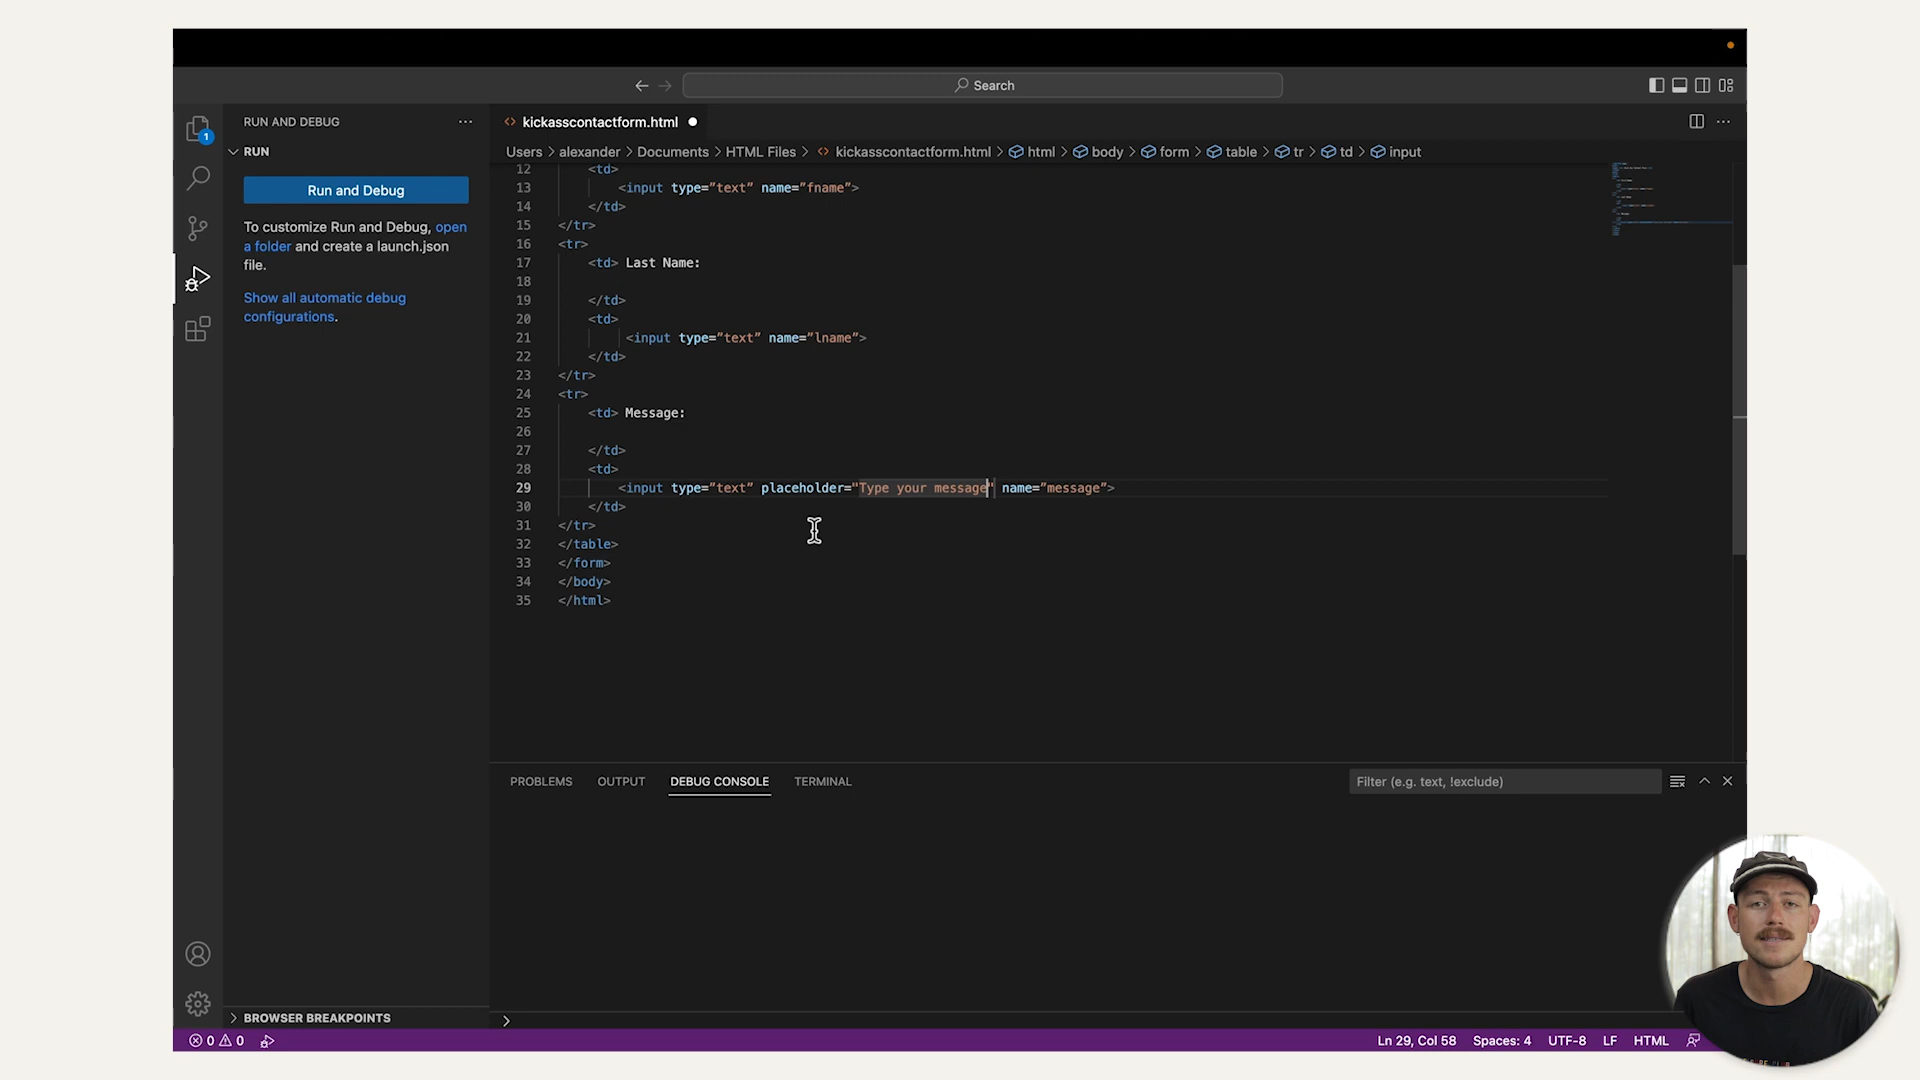 Search
RUN AND DEBUG
RUN
Run and Debug
To customize Run and Debug, open
a folder and create a launch.json
file.
Show all automatic debug
configurations.
BROWSER BREAKPOINTS
1
kickasscontactform.html
Users > alexander > Documents > HTML Files > kickasscontactform.html > html > body > form > table > tr > td > input
12 <td>
13 <input type=”text” name=”fname”>
14 </td>
15 </tr>
16 <tr>
17 <td> Last Name:
18
19 </td>
20 <td>
21 <input type=”text” name=”lname”>
22 </td>
23 </tr>
24 <tr>
25 <td> Message:
26
27 </td>
28 <td>
29 <input type=”text” placeholder="Type your message" name=”message”>
30 </td>
31 </tr>
32 </table>
33 </form>
34 </body>
35 </html>
PROBLEMS OUTPUT DEBUG CONSOLE TERMINAL Filter (e.g. text, !exclude)
0 0 Ln 29, Col 58 Spaces: 4 UTF-8 LF HTML